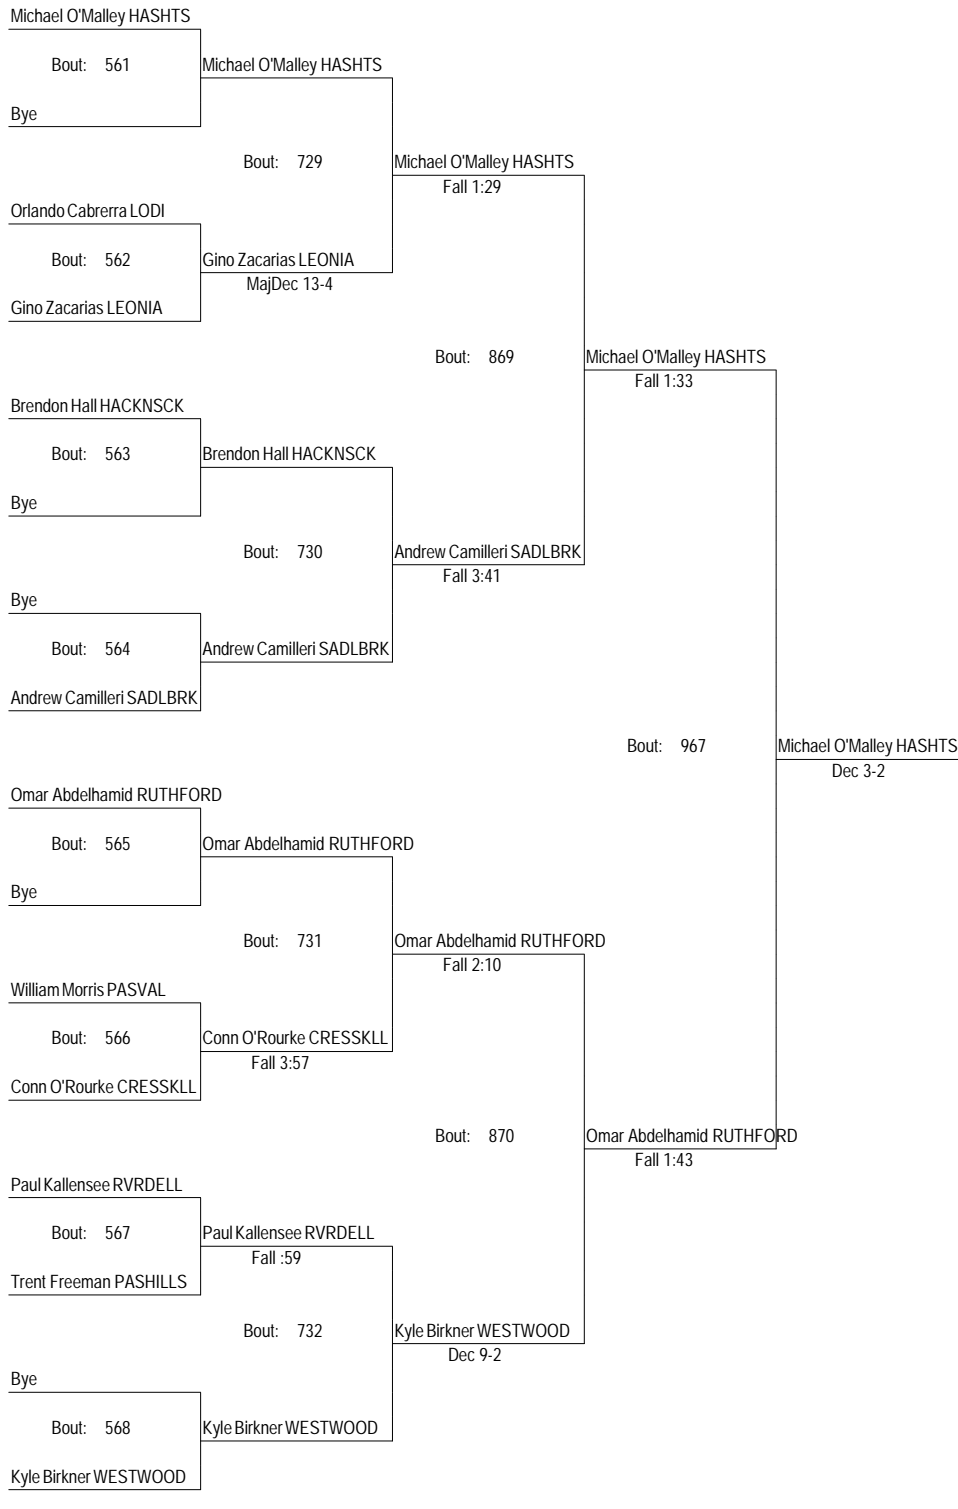 Michael O'Malley HASHTS
Bout: 561
Michael O'Malley HASHTS
Bye
Bout: 729
Michael O'Malley HASHTS
Fall 1:29
Orlando Cabrerra LODI
Bout: 562
Gino Zacarias LEONIA
MajDec 13-4
Gino Zacarias LEONIA
Bout: 869
Michael O'Malley HASHTS
Fall 1:33
Brendon Hall HACKNSCK
Bout: 563
Brendon Hall HACKNSCK
Bye
Bout: 730
Andrew Camilleri SADLBRK
Fall 3:41
Bye
Bout: 564
Andrew Camilleri SADLBRK
Andrew Camilleri SADLBRK
Bout: 967
Michael O'Malley HASHTS
Dec 3-2
Omar Abdelhamid RUTHFORD
Bout: 565
Omar Abdelhamid RUTHFORD
Bye
Bout: 731
Omar Abdelhamid RUTHFORD
Fall 2:10
William Morris PASVAL
Bout: 566
Conn O'Rourke CRESSKLL
Fall 3:57
Conn O'Rourke CRESSKLL
Bout: 870
Omar Abdelhamid RUTHFORD
Fall 1:43
Paul Kallensee RVRDELL
Bout: 567
Paul Kallensee RVRDELL
Fall :59
Trent Freeman PASHILLS
Bout: 732
Kyle Birkner WESTWOOD
Dec 9-2
Bye
Bout: 568
Kyle Birkner WESTWOOD
Kyle Birkner WESTWOOD